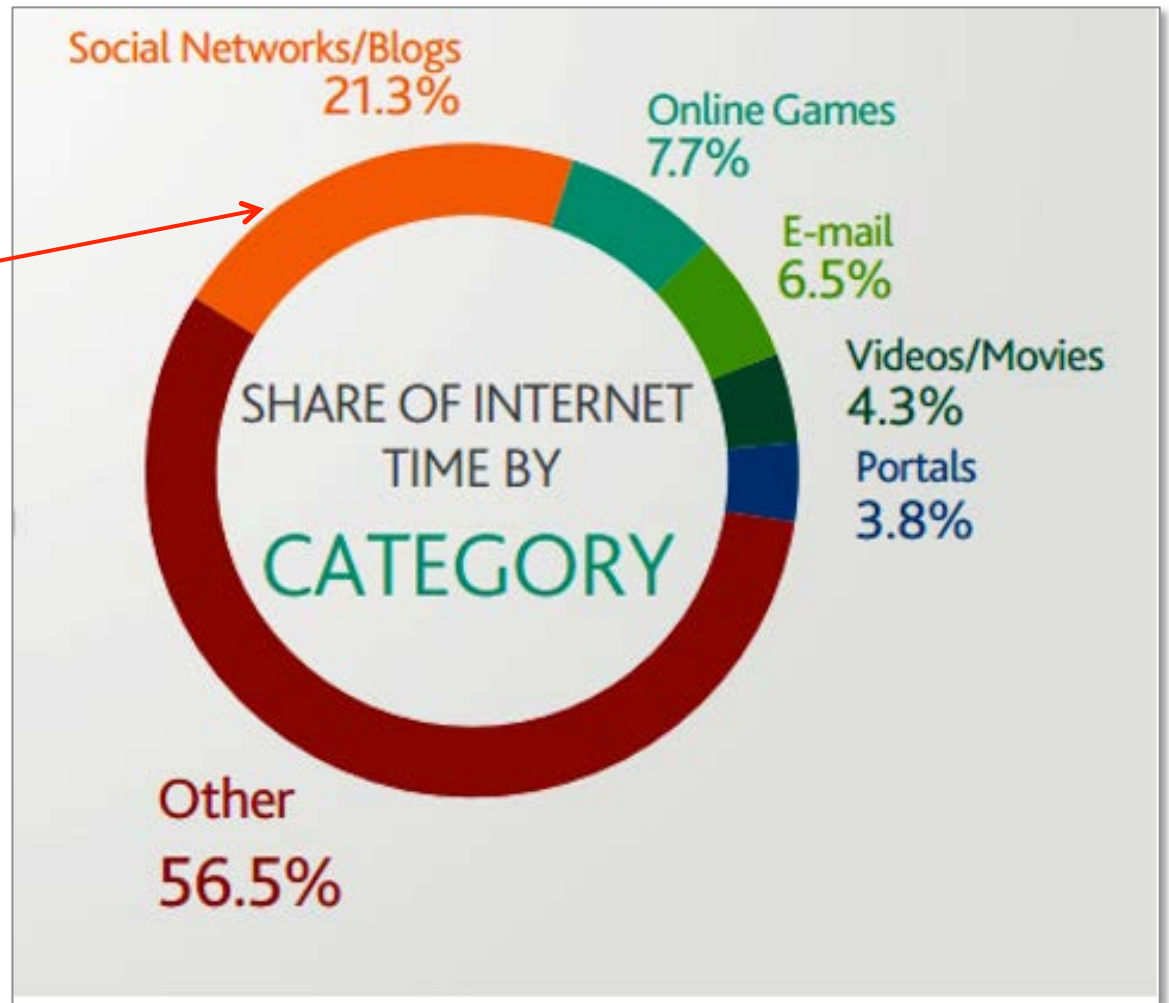 Social Networks/Blogs
21.3%
Online Games
7.7%
E-mail
6.5%
Videos/Movies
4.3%
Portals
3.8%
SHARE OF INTERNET
TIME BY
CATEGORY
Other
56.5%